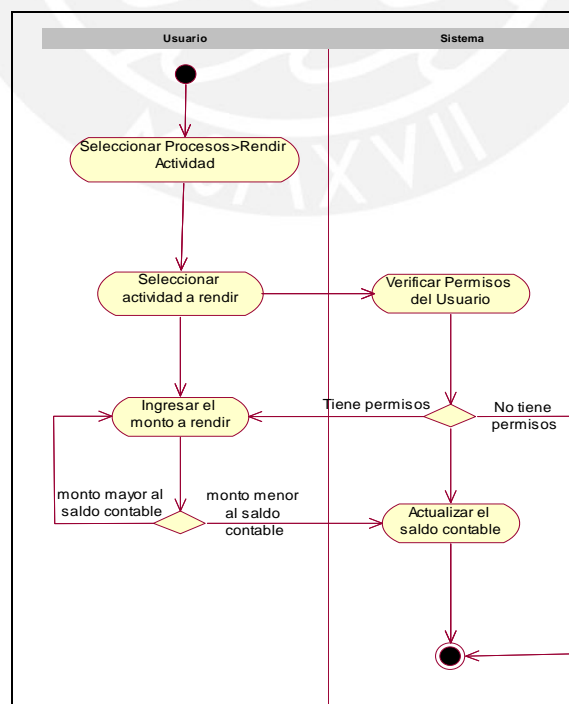 Usuario
Sistema
Seleccionar Procesos>Rendir
Actividad
Seleccionar
actividad a rendir
Verificar Permisos
del Usuario
Ingresar el
monto a rendir
Tiene permisos
No tiene
permisos
monto mayor al
saldo contable
monto menor
al saldo
contable
Actualizar el
saldo contable